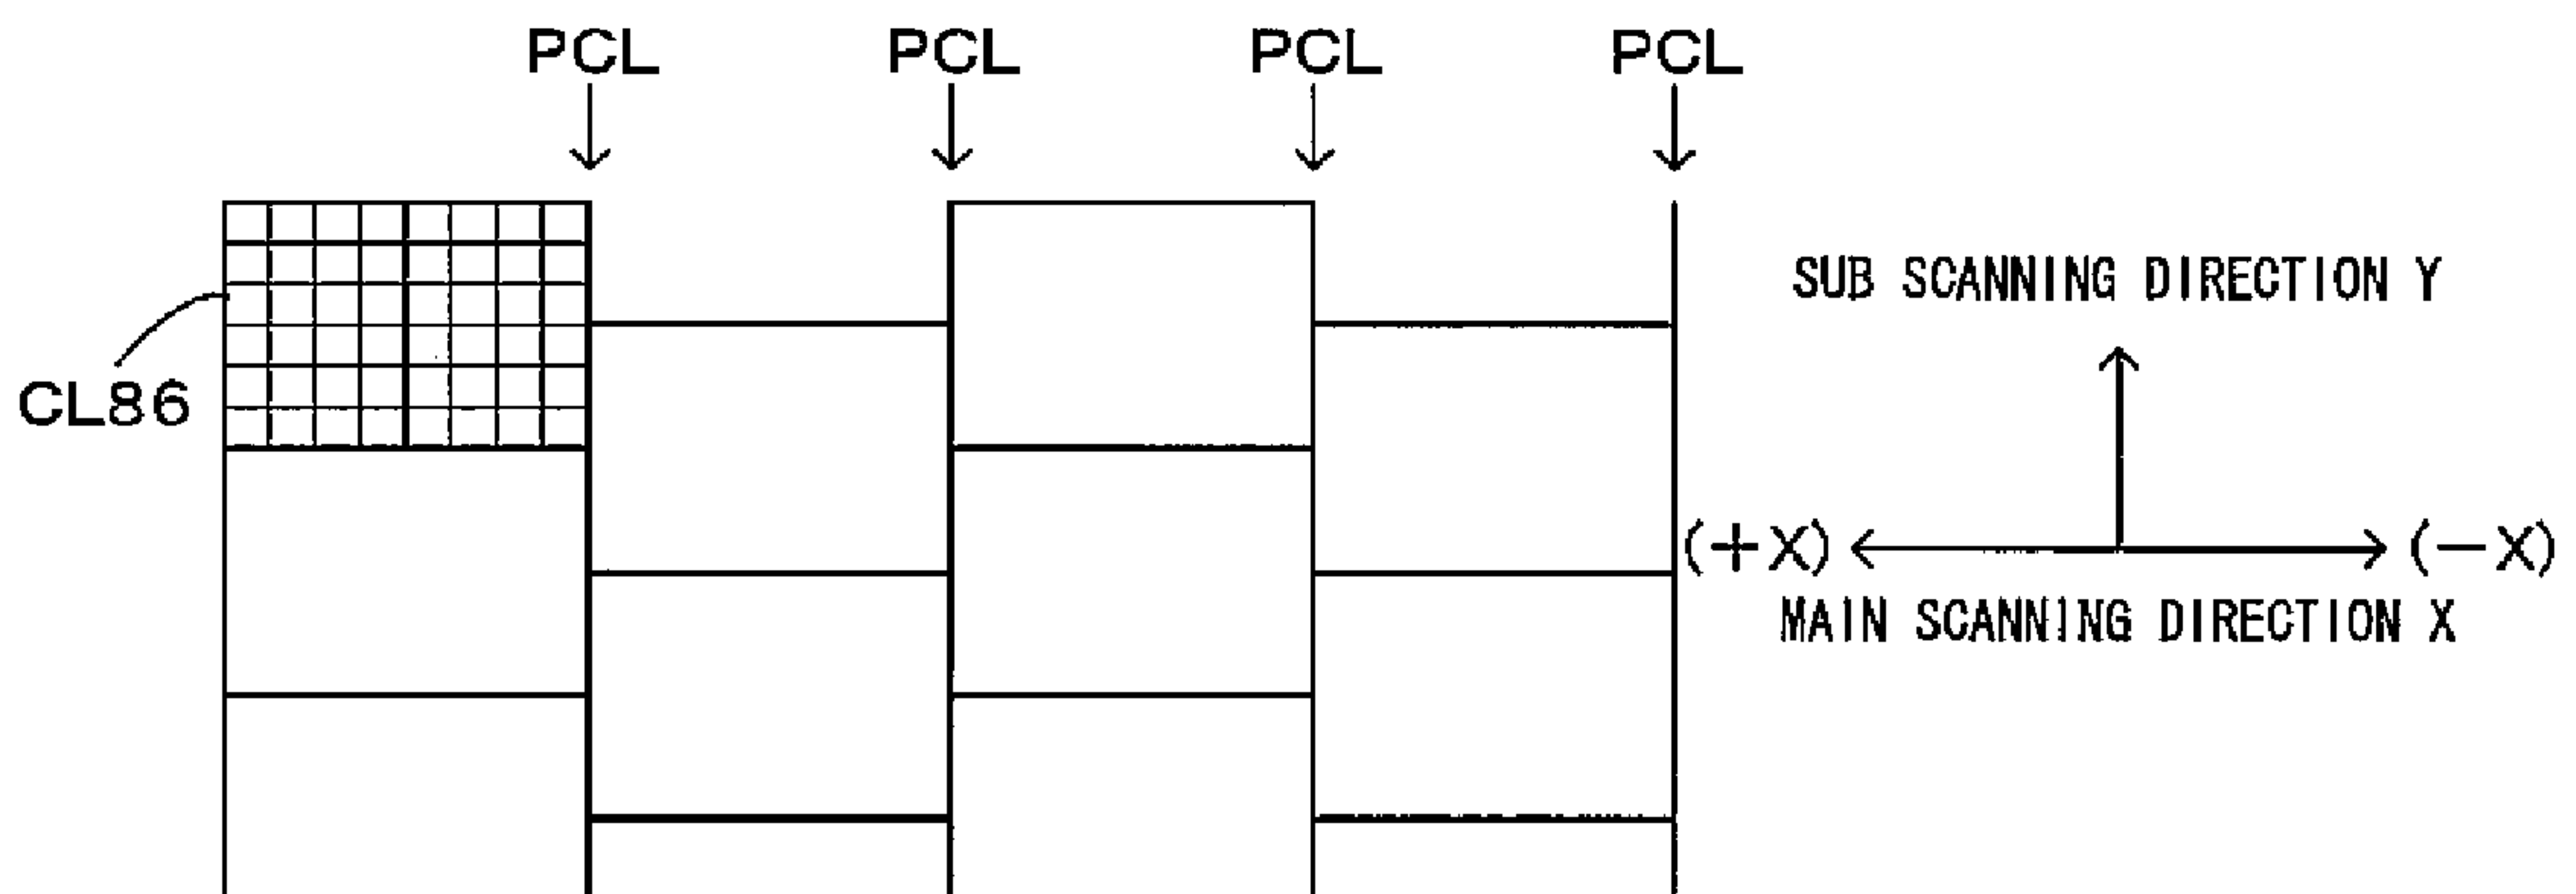 PCL PCL PCL PCL
SUB SCANNING DIRECTION Y
CL86
(+X) (-X)
MAIN SCANNING DIRECTION X